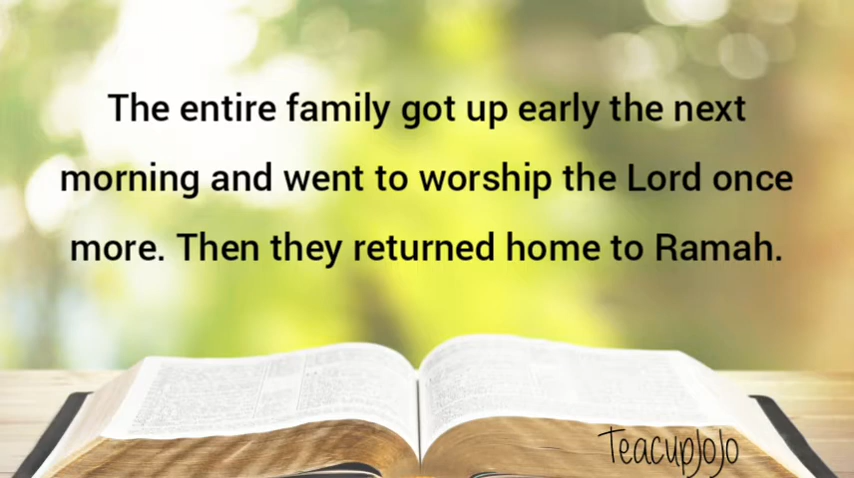 The entire family got up early the next
morning and went to worship the Lord once
more. Then they returned home to Ramah.
TeacupJoJo